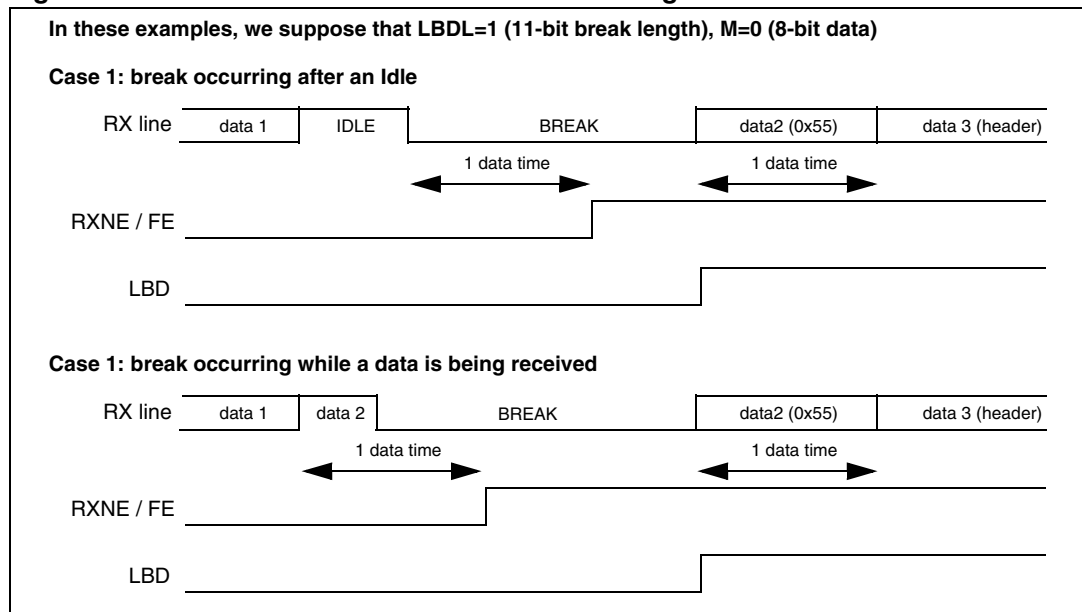 In these examples, we suppose that LBDL=1 (11-bit break length), M=0 (8-bit data)
Case 1: break occurring after an Idle
RX line data 1 IDLE BREAK data2 (0x55) data 3 (header)
1 data time 1 data time
RXNE / FE
LBD
Case 1: break occurring while a data is being received
RX line data 1 data 2 BREAK data2 (0x55) data 3 (header)
1 data time 1 data time
RXNE / FE
LBD